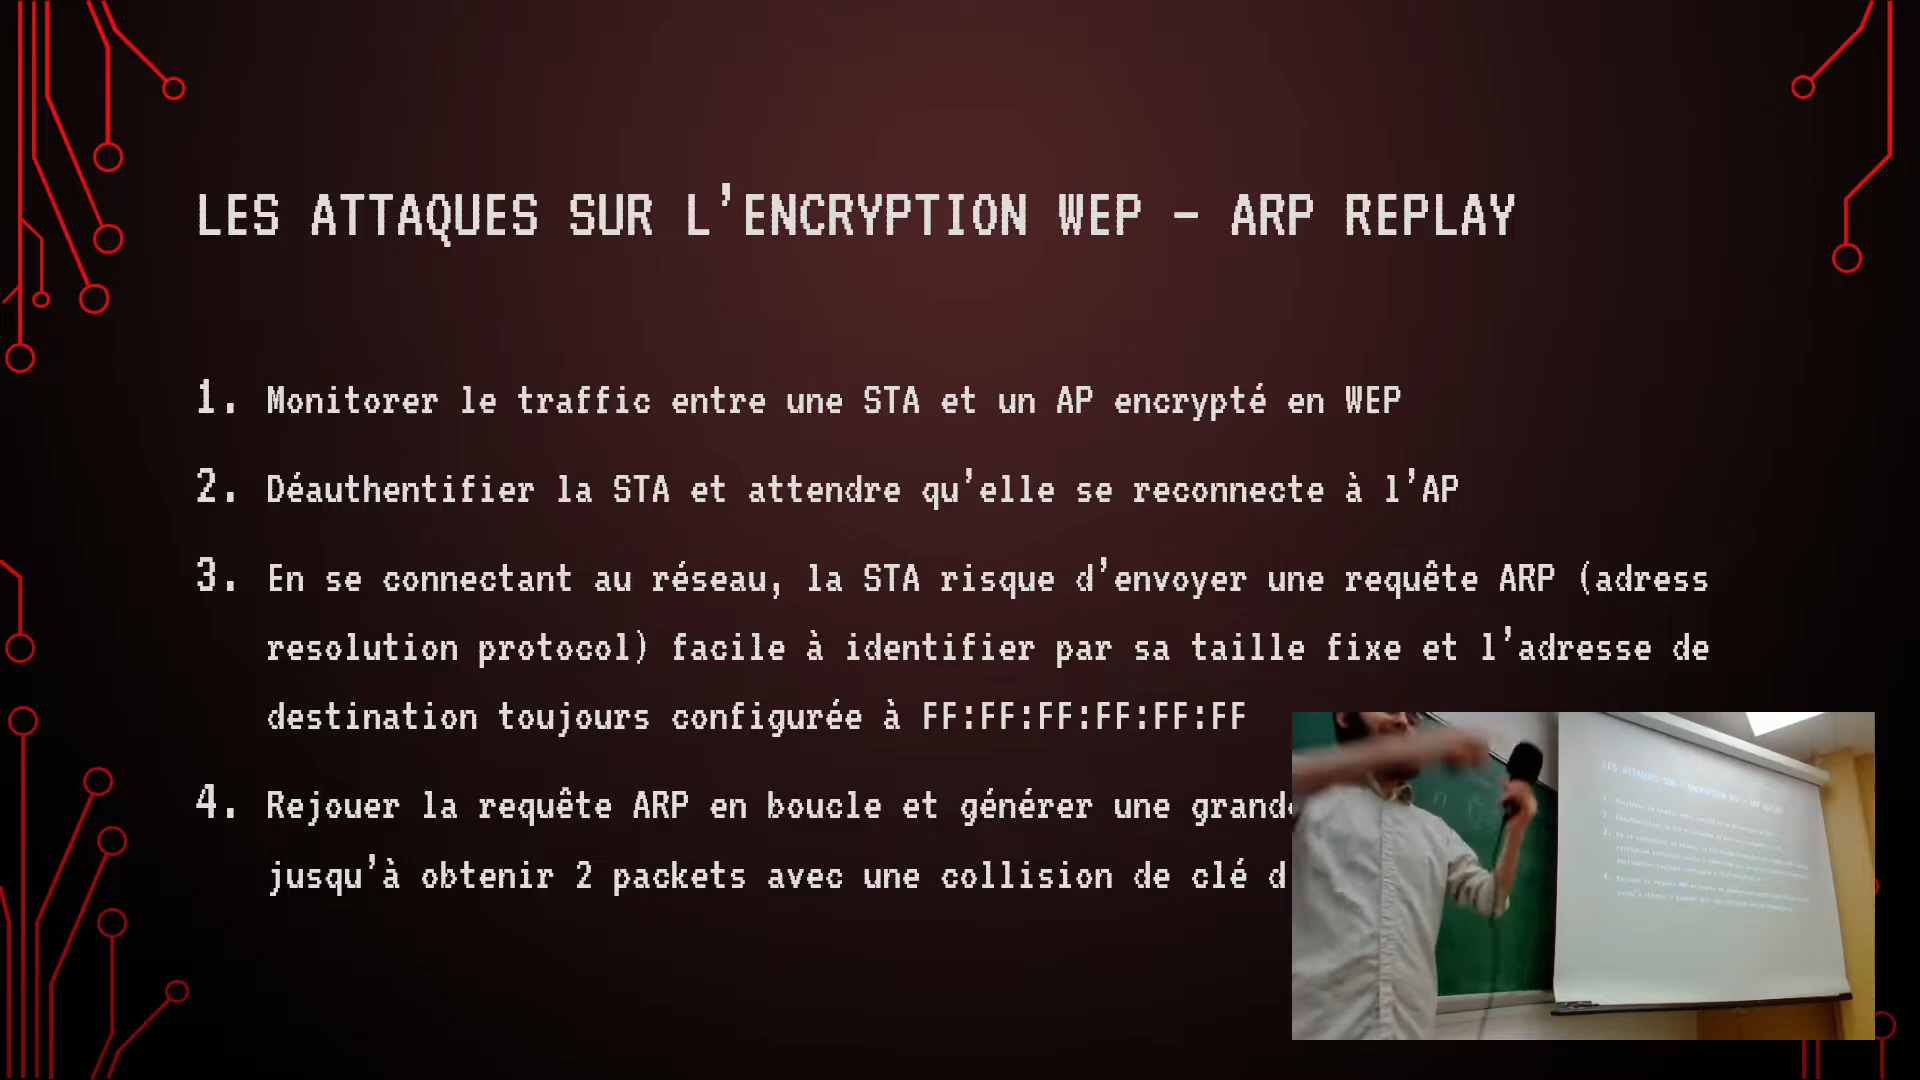 LES ATTAQUES SUR L'ENCRYPTION WEP - ARP REPLAY
1. Monitorer le traffic entre une STA et un AP encrypté en WEP
2. Déauthentifier la STA et attendre qu'elle se reconnecte à l'AP
3. En se connectant au réseau, la STA risque d'envoyer une requête ARP (adress
resolution protocol) facile à identifier par sa taille fixe et l'adresse de
destination toujours configurée à FF:FF:FF:FF:FF:FF
4. Rejouer la requête ARP en boucle et générer une grande
jusqu'à obtenir 2 packets avec une collision de clé d